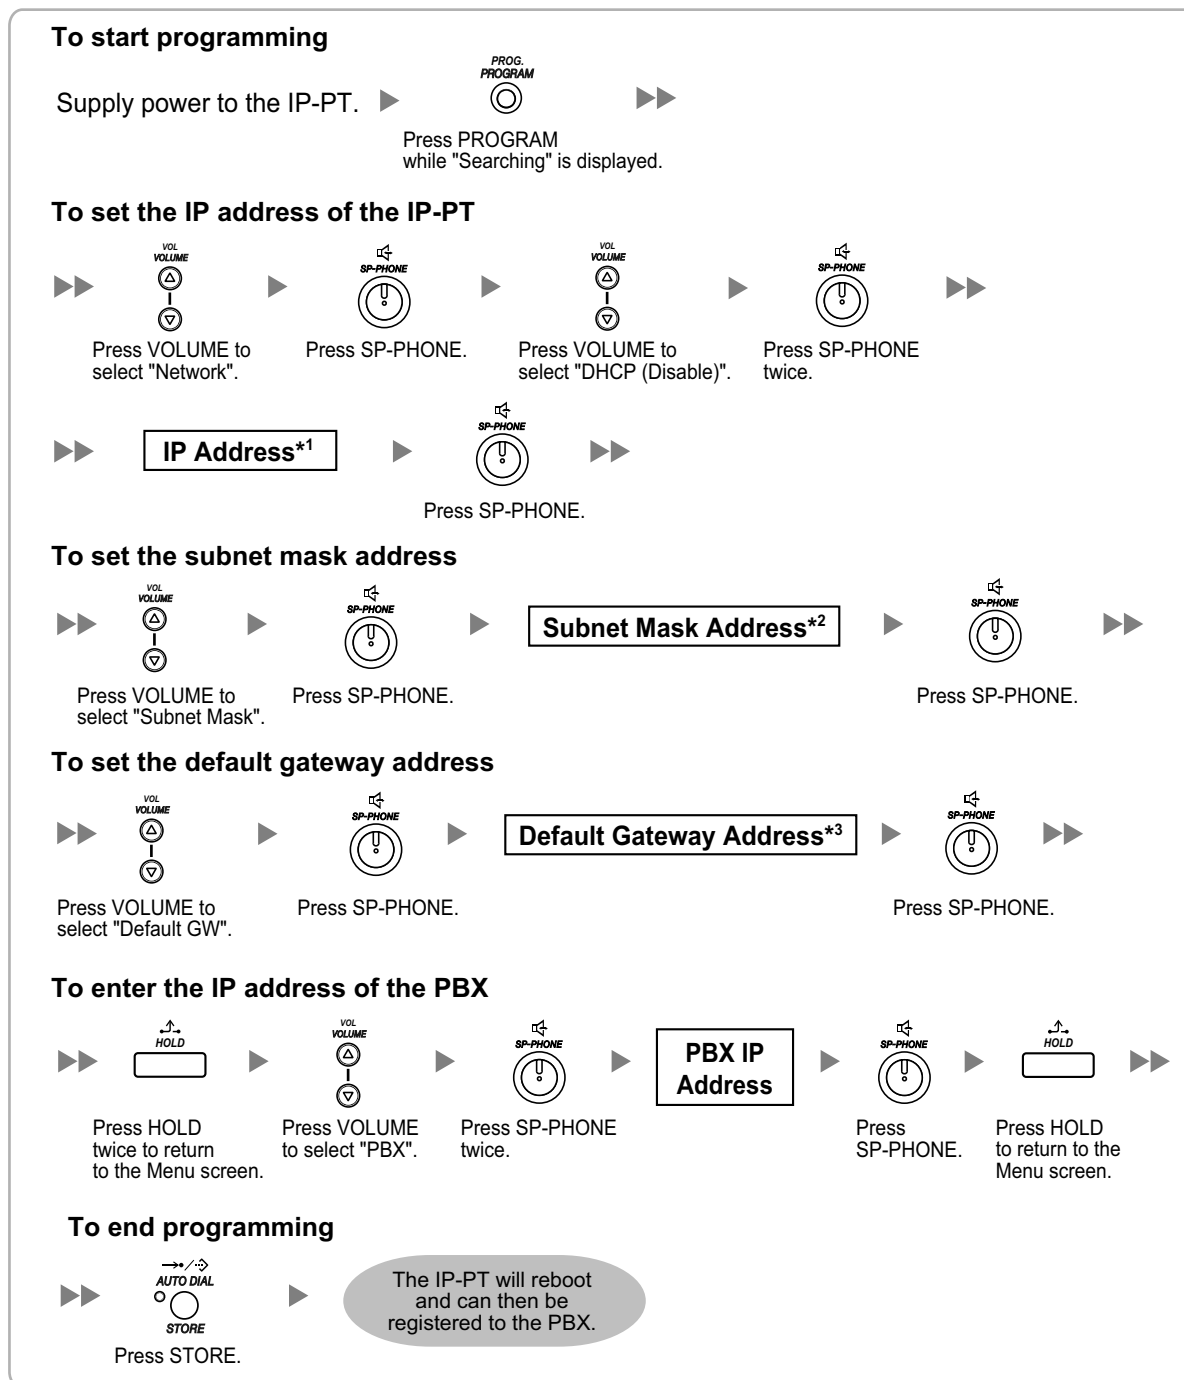 To start programming
PROG.
PROGRAM
Supply power to the IP-PT.
Press PROGRAM
while "Searching" is displayed.
To set the IP address of the IP-PT
VOL
VOLUME
SP-PHONE
VOL
VOLUME
SP-PHONE
Press VOLUME to
select "Network".
Press SP-PHONE.
Press VOLUME to
select "DHCP (Disable)".
Press SP-PHONE
twice.
IP Address*1
SP-PHONE
Press SP-PHONE.
To set the subnet mask address
VOL
VOLUME
SP-PHONE
Subnet Mask Address*2
SP-PHONE
Press VOLUME to
select "Subnet Mask".
Press SP-PHONE.
Press SP-PHONE.
To set the default gateway address
VOL
VOLUME
SP-PHONE
Default Gateway Address*3
SP-PHONE
Press VOLUME to
select "Default GW".
Press SP-PHONE.
Press SP-PHONE.
To enter the IP address of the PBX
HOLD
VOL
VOLUME
SP-PHONE
PBX IP
Address
SP-PHONE
HOLD
Press HOLD
twice to return
to the Menu screen.
Press VOLUME
to select "PBX".
Press SP-PHONE
twice.
Press
SP-PHONE.
Press HOLD
to return to the
Menu screen.
To end programming
AUTO DIAL
STORE
Press STORE.
The IP-PT will reboot
and can then be
registered to the PBX.